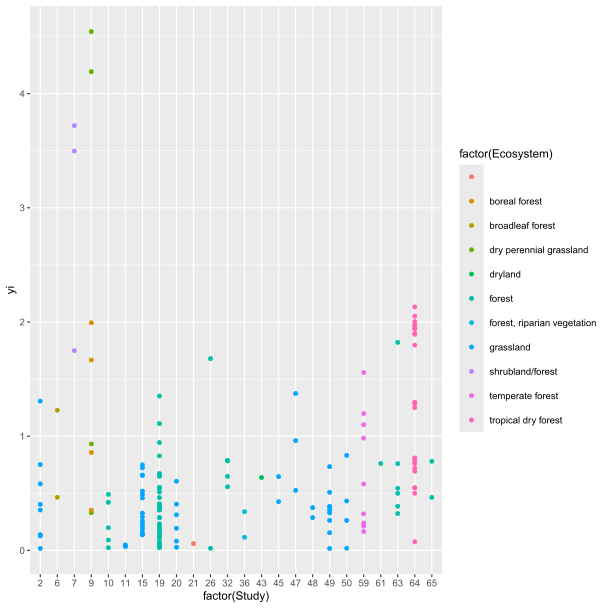 4
3
2
1
0
yi
2 6 7 9 10 11 15 19 20 21 26 32 36 43 45 47 48 49 50 59 61 63 64 65
factor(Study)
factor(Ecosystem)
boreal forest
broadleaf forest
dry perennial grassland
dryland
forest
forest, riparian vegetation
grassland
shrubland/forest
temperate forest
tropical dry forest